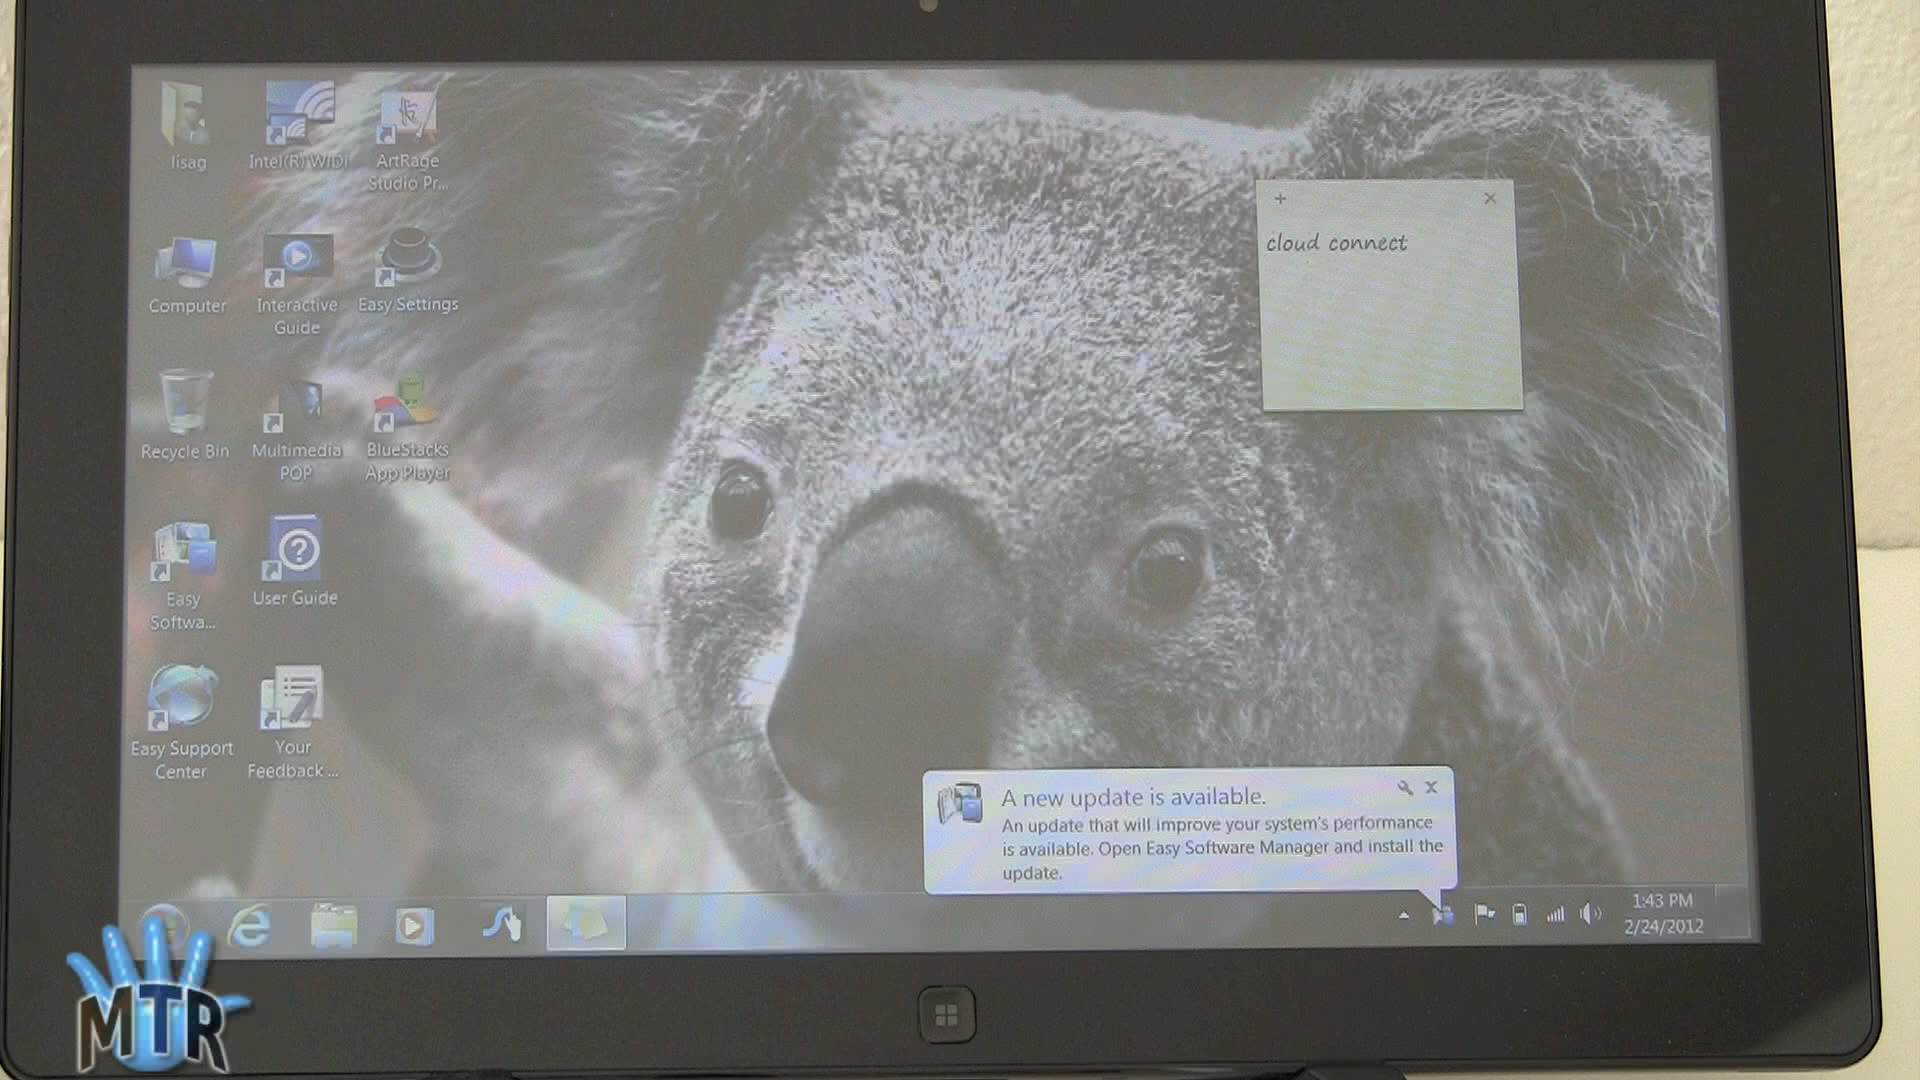 lisag
Intel(R) WiDi
ArtRage
Studio Pr...
Computer
Interactive
Guide
Easy Settings
Recycle Bin
Multimedia
POP
BlueStacks
App Player
Easy
Softwa...
User Guide
Easy Support
Center
Your
Feedback ...
cloud connect
A new update is available.
An update that will improve your system's performance
is available. Open Easy Software Manager and install the
update.
1:43 PM
2/24/2012
MTR